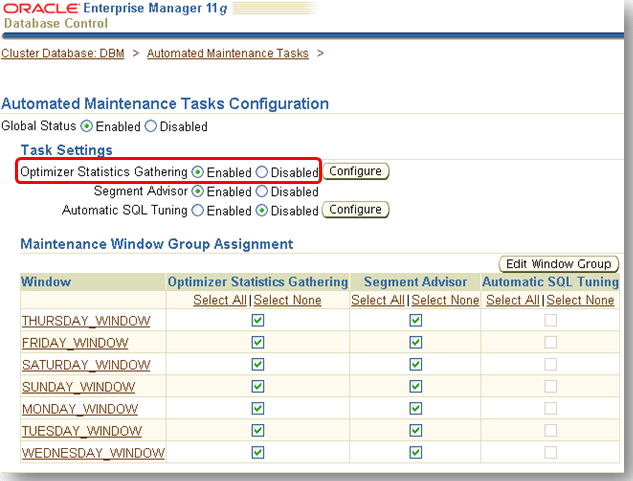 ORACLE Enterprise Manager 11g
Database Control
Cluster Database: DBM > Automated Maintenance Tasks >
Automated Maintenance Tasks Configuration
Global Status Enabled Disabled
Task Settings
Optimizer Statistics Gathering Enabled Disabled Configure
Segment Advisor Enabled Disabled
Automatic SQL Tuning Enabled Disabled Configure
Maintenance Window Group Assignment
Edit Window Group
Window Optimizer Statistics Gathering Segment Advisor Automatic SQL Tuning
Select All | Select None Select All | Select None Select All | Select None
THURSDAY_WINDOW
FRIDAY_WINDOW
SATURDAY_WINDOW
SUNDAY_WINDOW
MONDAY_WINDOW
TUESDAY_WINDOW
WEDNESDAY_WINDOW